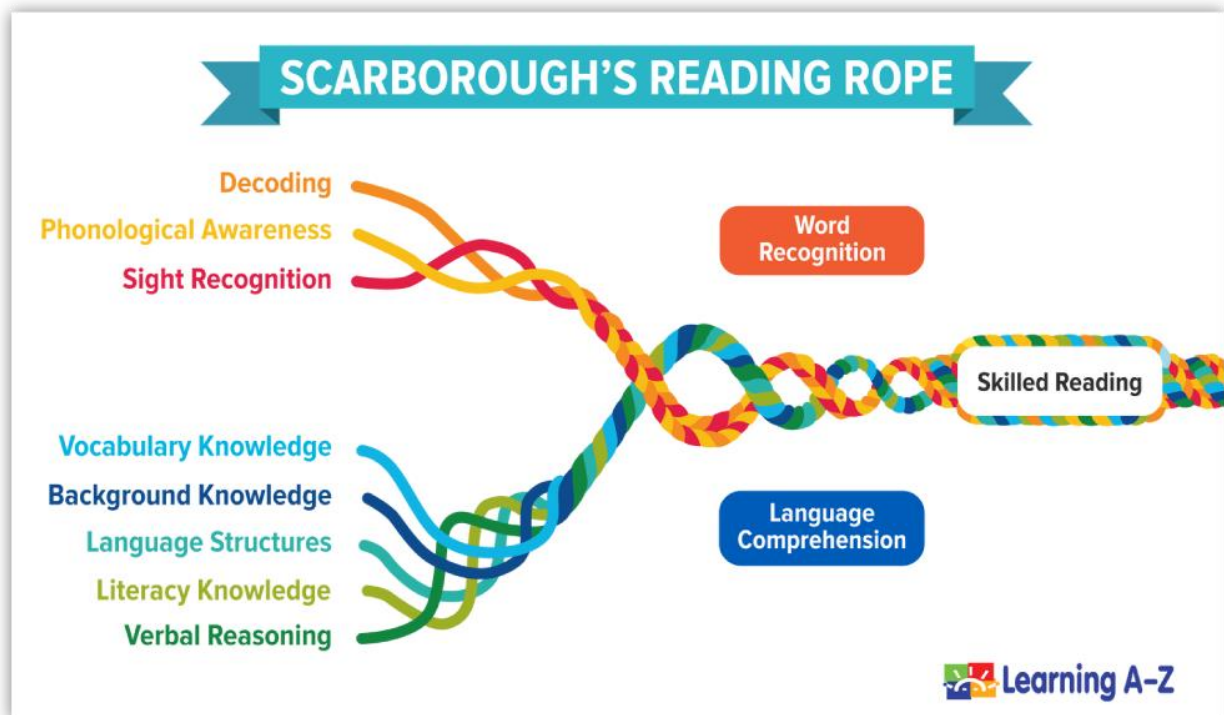 SCARBOROUGH'S READING ROPE
Decoding
Phonological Awareness
Sight Recognition
Word
Recognition
Skilled Reading
Vocabulary Knowledge
Background Knowledge
Language Structures
Literacy Knowledge
Verbal Reasoning
Language
Comprehension
Learning A-Z